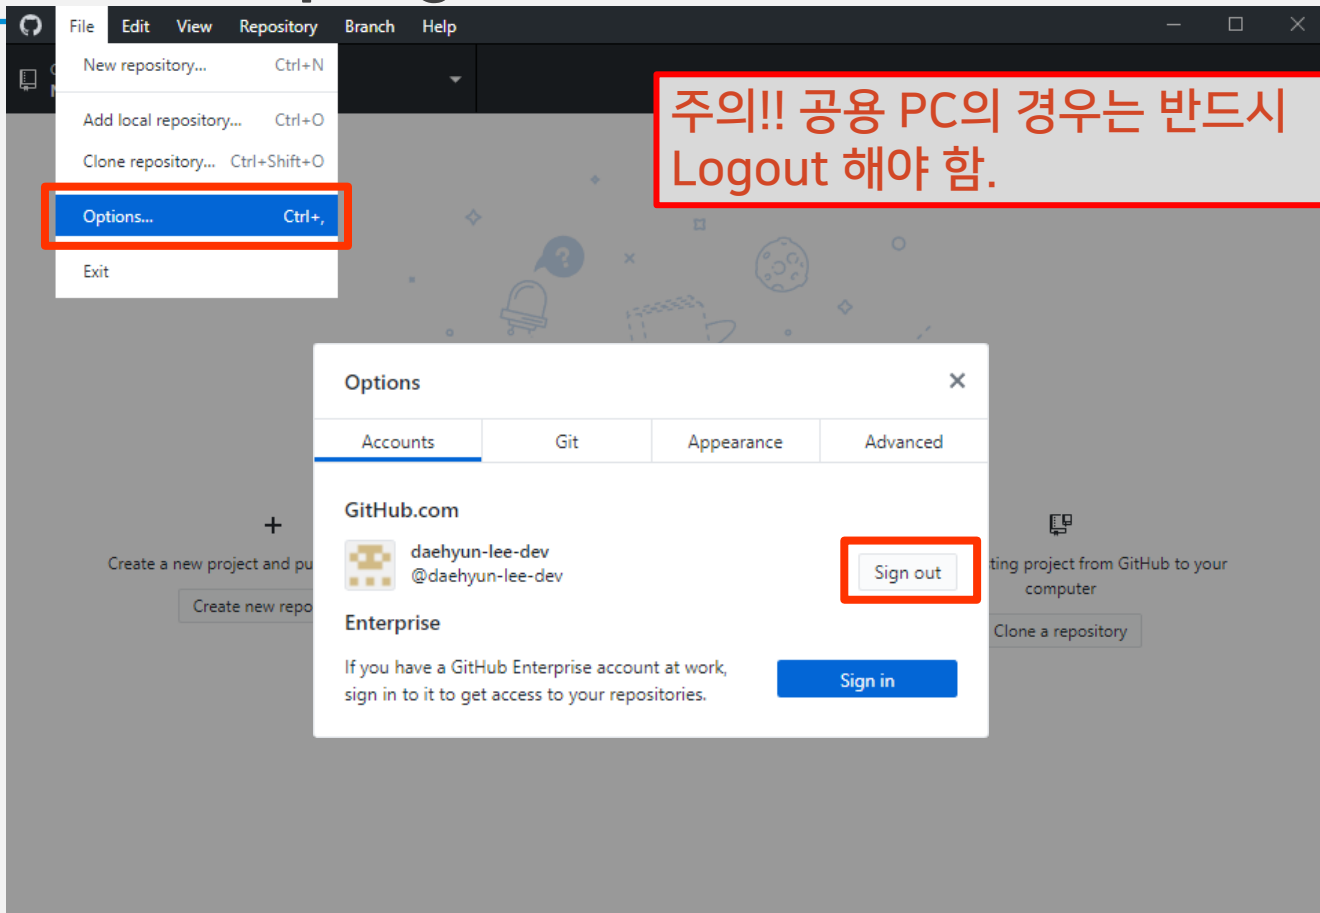 File Edit View Repository Branch Help
New repository... Ctrl+N
Add local repository... Ctrl+O
Clone repository... Ctrl+Shift+O
Options... Ctrl+,
Exit
주의!! 공용 PC의 경우는 반드시
Logout 해야 함.
?
Options
Accounts Git Appearance Advanced
GitHub.com
daehyun-lee-dev
@daehyun-lee-dev
Sign out
Enterprise
If you have a GitHub Enterprise account at work,
sign in to it to get access to your repositories.
Sign in
Create a new project and pu
Create new repo
ting project from GitHub to your
computer
Clone a repository